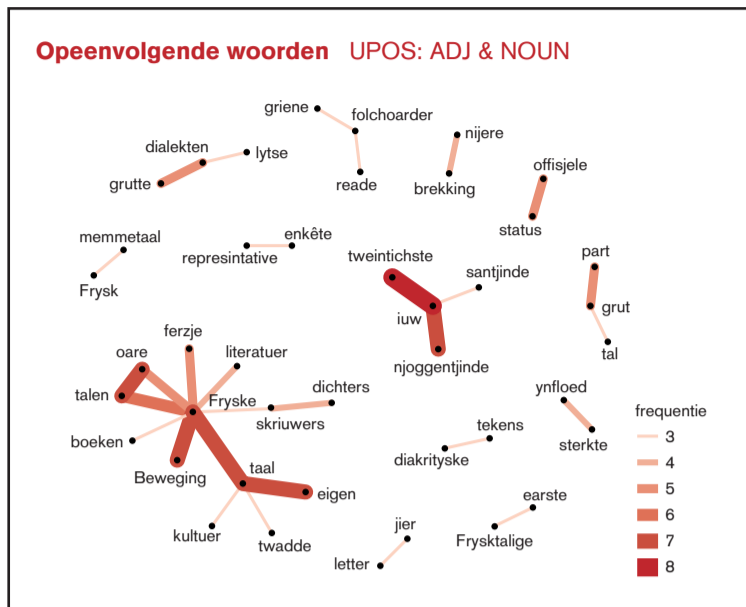 Opeenvolgende woorden UPOS: ADJ & NOUN
griene
folchoarder
reade
dialekten
lytse
grutte
nijere
brekking
offisjele
status
memmetaal
Frysk
enkête
represintative
tweintichste
santjinde
iuw
njoggentjinde
part
grut
tal
ferzje
oare
literatuer
talen
Fryske
dichters
skriuwers
boeken
Beweging
taal
eigen
kultuer
twadde
tekens
diakrityske
ynfloed
sterkte
jier
letter
earste
Frysktalige
frequentie
3
4
5
6
7
8